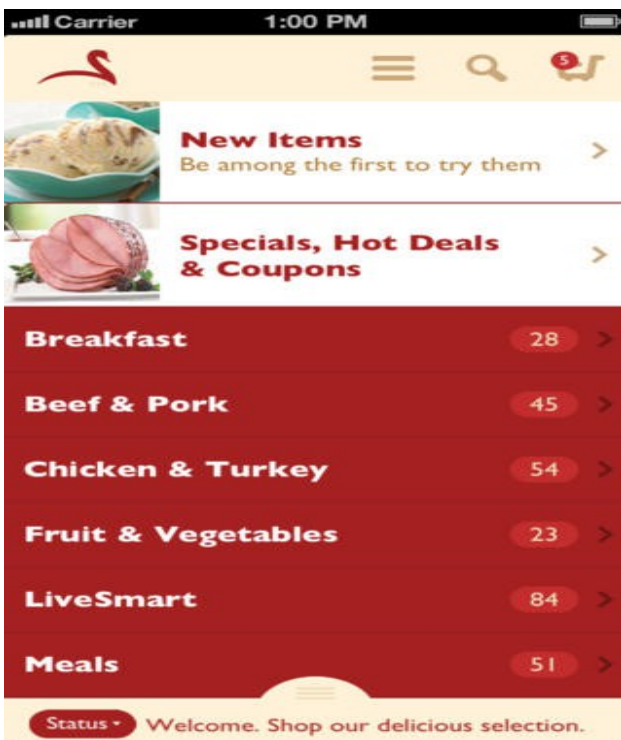 Carrier 1:00 PM
5
New Items
Be among the first to try them
Specials, Hot Deals
& Coupons
Breakfast 28
Beef & Pork 45
Chicken & Turkey 54
Fruit & Vegetables 23
LiveSmart 84
Meals 51
Status Welcome. Shop our delicious selection.